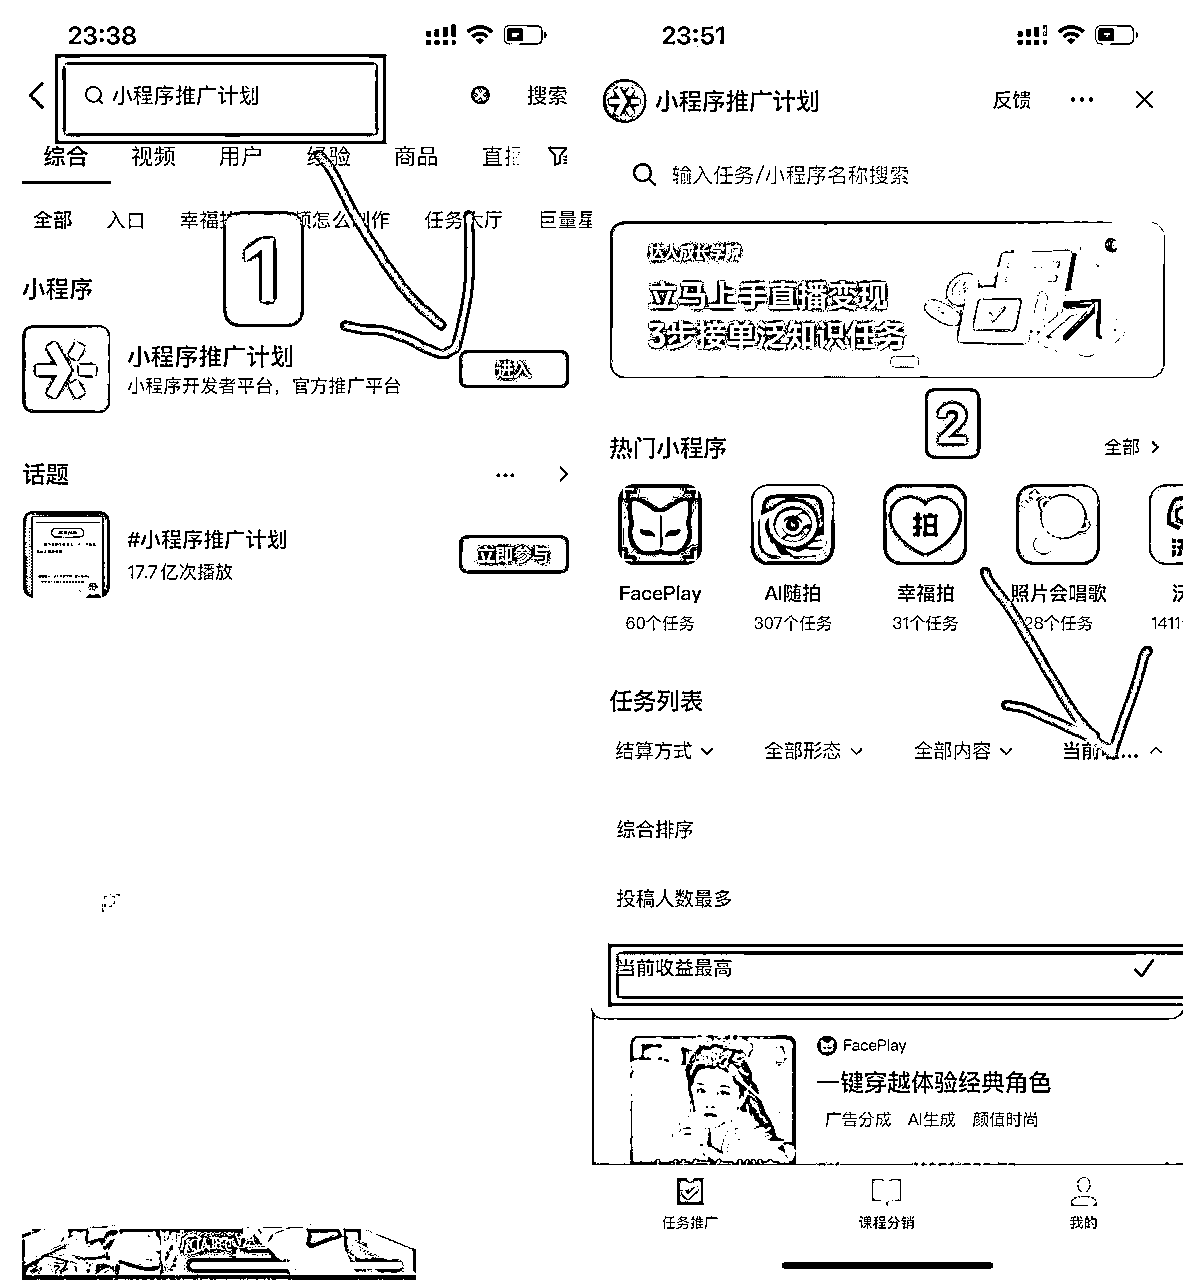 23:38
小程序推广计划
搜索
综合 视频 用户 经验 商品 直播
全部 入口 幸福拍 频怎么制作 任务大厅 巨量星
1
小程序
小程序推广计划
小程序开发者平台，官方推广平台
进入
话题
#小程序推广计划
17.7亿次播放
立即参与
23:51
小程序推广计划
反馈
输入任务/小程序名称搜索
达人成长学院
立马上手直播变现
3步接单泛知识任务
2
热门小程序
全部
FacePlay AI随拍 幸福拍 照片会唱歌
60个任务 307个任务 31个任务 28个任务 1411
任务列表
结算方式 全部形态 全部内容 当前...
综合排序
投稿人数最多
当前收益最高
FacePlay
一键穿越体验经典角色
广告分成 AI生成 颜值时尚
任务推广 课程分销 我的